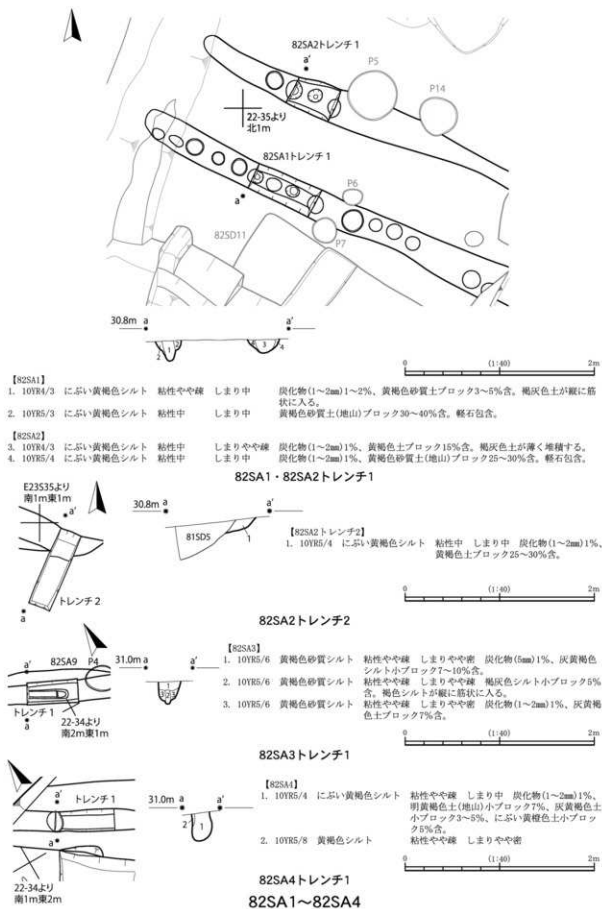 82SA2トレンチ1
a'
P5
P14
22-35より
北1m
82SA1トレンチ1
a
P6
P7
82SD11
30.8m a a'
2 1 2 3 4
0 (1:40) 2m
【82SA1】
1. 10YR4/3 にぶい黄褐色シルト 粘性やや疎 しまり中 炭化物(1~2mm)1~2%、黄褐色砂質土ブロック3~5%含。褐灰色土が縦に筋
状に入る。
2. 10YR5/3 にぶい黄褐色シルト 粘性中 しまり中 黄褐色砂質土(地山)ブロック30~40%含。軽石包含。
【82SA2】
3. 10YR4/3 にぶい黄褐色シルト 粘性中 しまりやや疎 炭化物(1~2mm)1%、黄褐色土ブロック15%含。褐灰色土が薄く堆積する。
4. 10YR5/4 にぶい黄褐色シルト 粘性中 しまり中 炭化物(1~2mm)1%、黄褐色砂質土(地山)ブロック25~30%含。軽石包含。
82SA1・82SA2トレンチ1
E23S35より
南1m東1m
a'
トレンチ2
a
30.8m a a'
81SD5
1
【82SA2トレンチ2】
1. 10YR5/4 にぶい黄褐色シルト 粘性中 しまり中 炭化物(1~2mm)1%、
黄褐色土ブロック25~30%含。
0 (1:40) 2m
82SA2トレンチ2
a' 82SA9 P4
トレンチ1
a
22-34より
南2m東1m
31.0m a a'
【82SA3】
1. 10YR5/6 黄褐色砂質シルト 粘性やや疎 しまりやや密 炭化物(5mm)1%、灰黄褐色
シルト小ブロック7~10%含。
2. 10YR5/6 黄褐色砂質シルト 粘性やや疎 しまりやや密 褐灰色シルト小ブロック5%
含。褐色シルトが縦に筋状に入る。
3. 10YR5/6 黄褐色砂質シルト 粘性やや疎 しまりやや密 炭化物(1~2mm)1%、灰黄褐
色土ブロック7%含。
0 (1:40) 2m
82SA3トレンチ1
a' トレンチ1
a
22-34より
南1m東2m
31.0m a a'
2 1
【82SA4】
1. 10YR5/4 にぶい黄褐色シルト 粘性やや疎 しまり中 炭化物(1~2mm)1%、
明黄褐色土(地山)小ブロック7%、灰黄褐色土
小ブロック3~5%、にぶい黄橙色土小ブロッ
ク5%含。
2. 10YR5/8 黄褐色シルト 粘性やや疎 しまりやや密
0 (1:40) 2m
82SA4トレンチ1
82SA1~82SA4